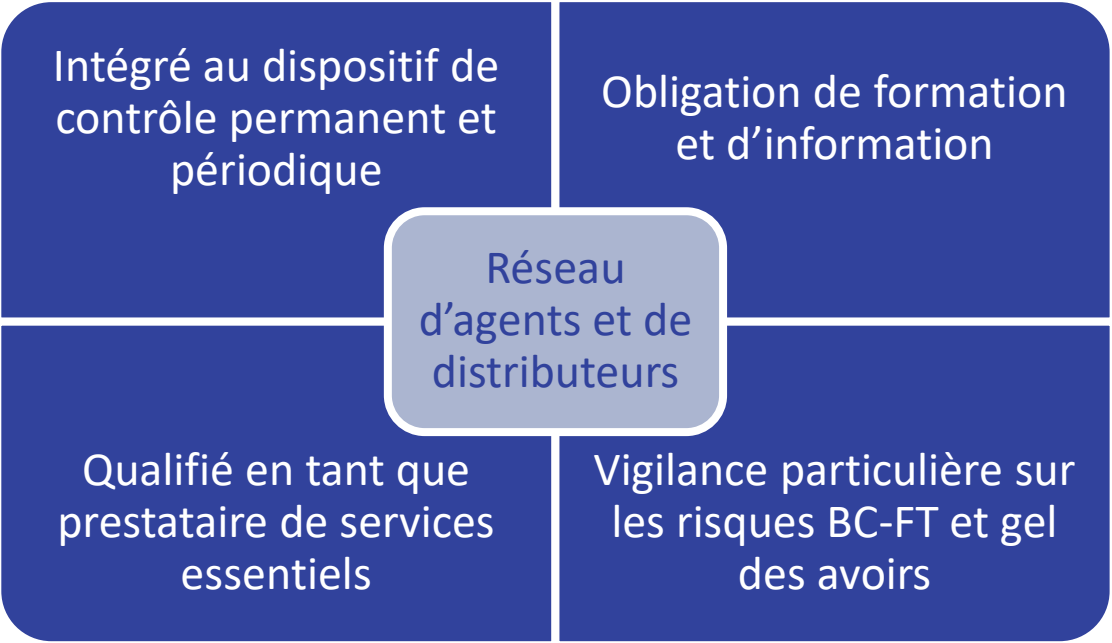 Intégré au dispositif de
contrôle permanent et
périodique
Obligation de formation
et d’information
Réseau
d’agents et de
distributeurs
Qualifié en tant que
prestataire de services
essentiels
Vigilance particulière sur
les risques BC-FT et gel
des avoirs